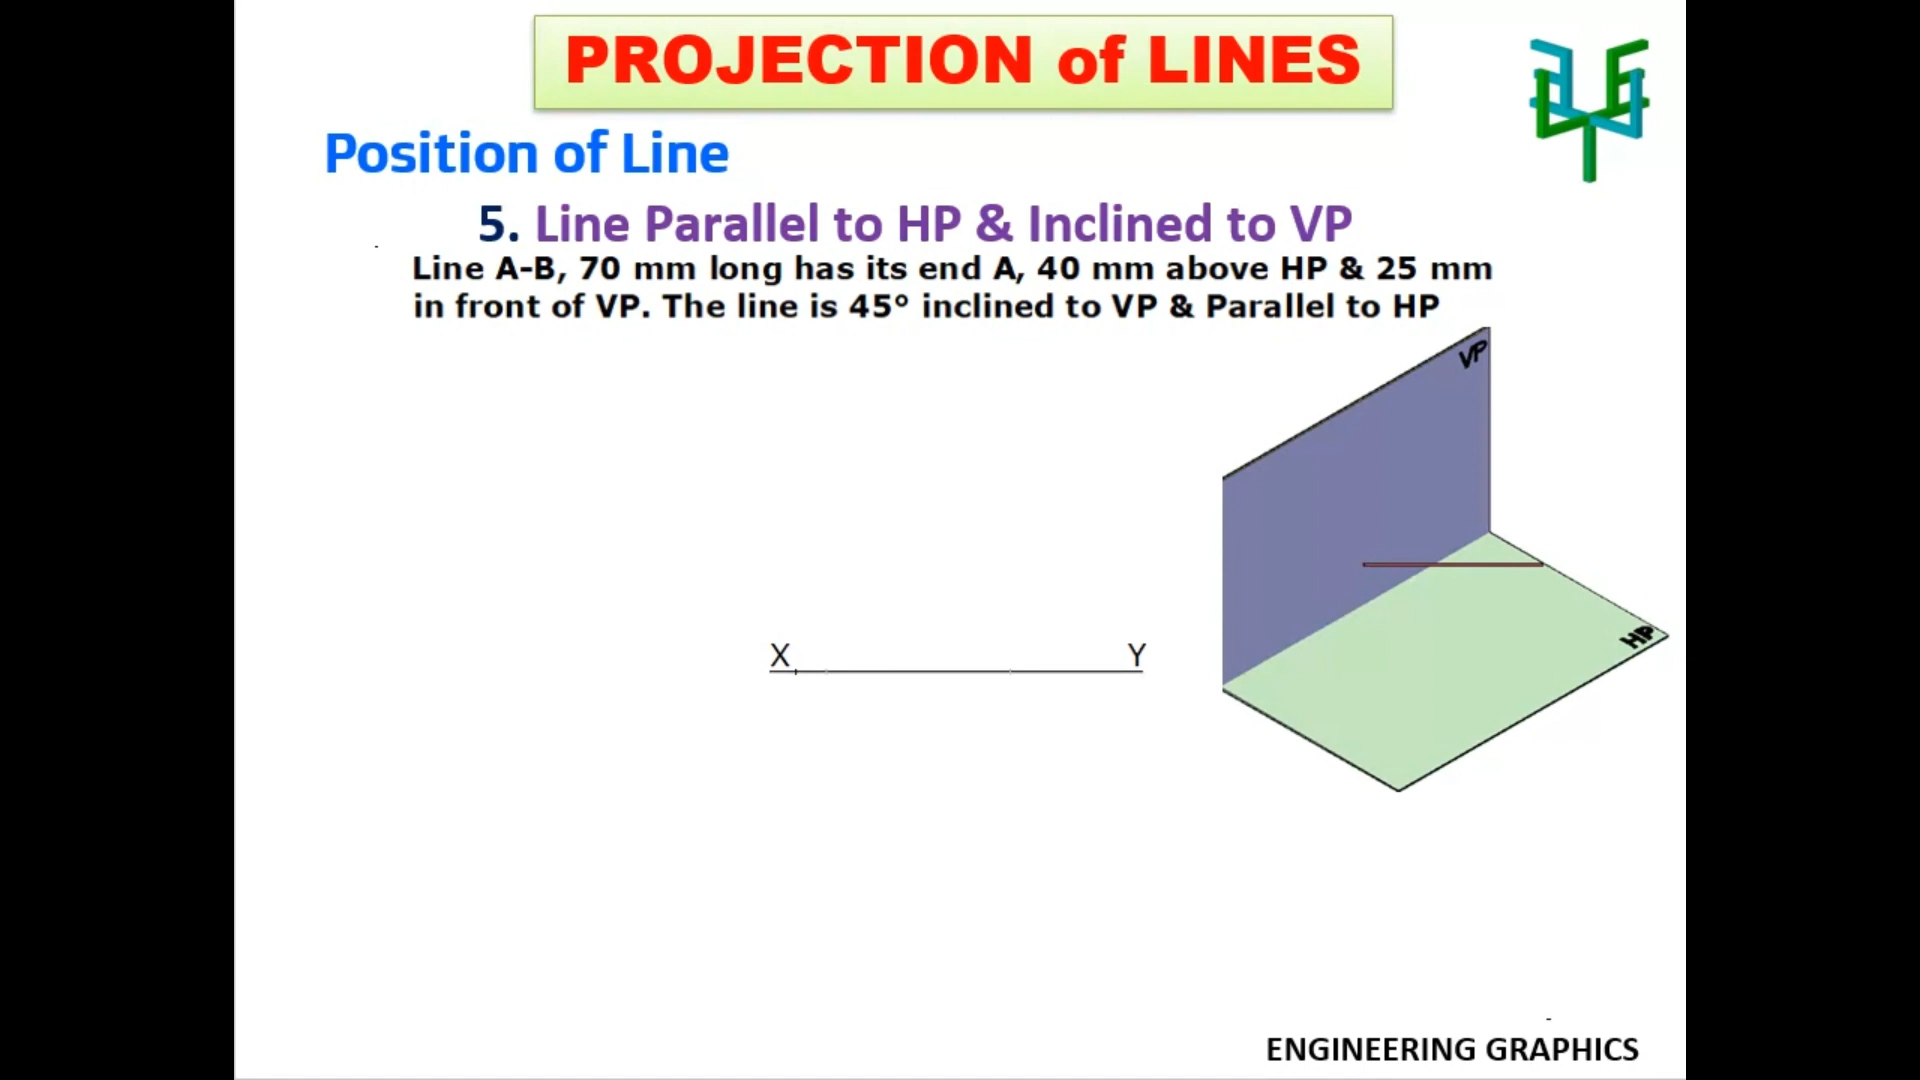 PROJECTION of LINES
Position of Line
5. Line Parallel to HP & Inclined to VP
Line A-B, 70 mm long has its end A, 40 mm above HP & 25 mm
in front of VP. The line is 45° inclined to VP & Parallel to HP
VP
HP
X Y
ENGINEERING GRAPHICS